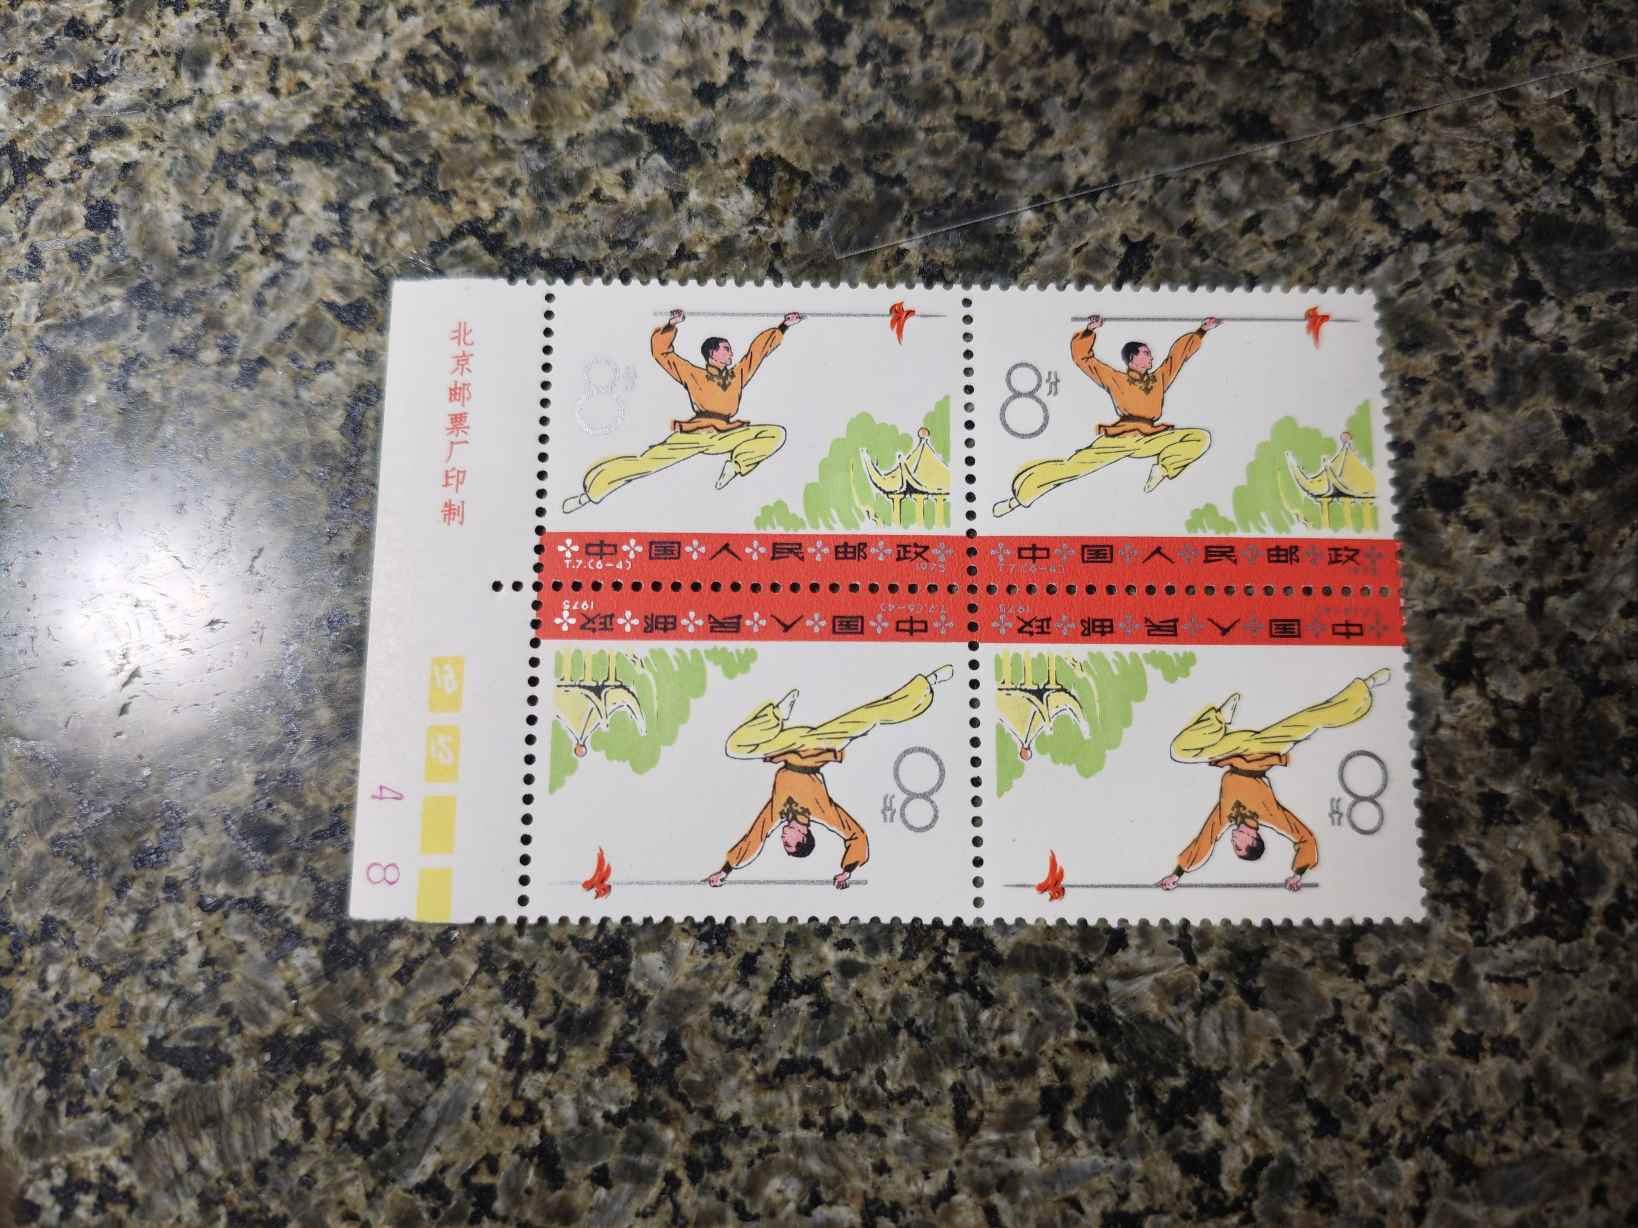 北京邮票厂印制
8分
8分
中国人民邮政
T.7.(6-4)
1975
中国人民邮政
T.7.(6-4)
1975
T.7.(6-4)
中国人民邮政
1975
T.7.(6-4)
中国人民邮政
8分
8分
4 8